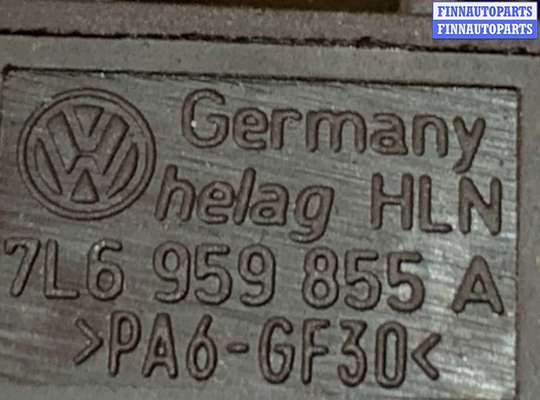 FINNAUTOPARTS
FINNAUTOPARTS
Germany
helag HLN
7L6 959 855 A
>PA6-GF30<